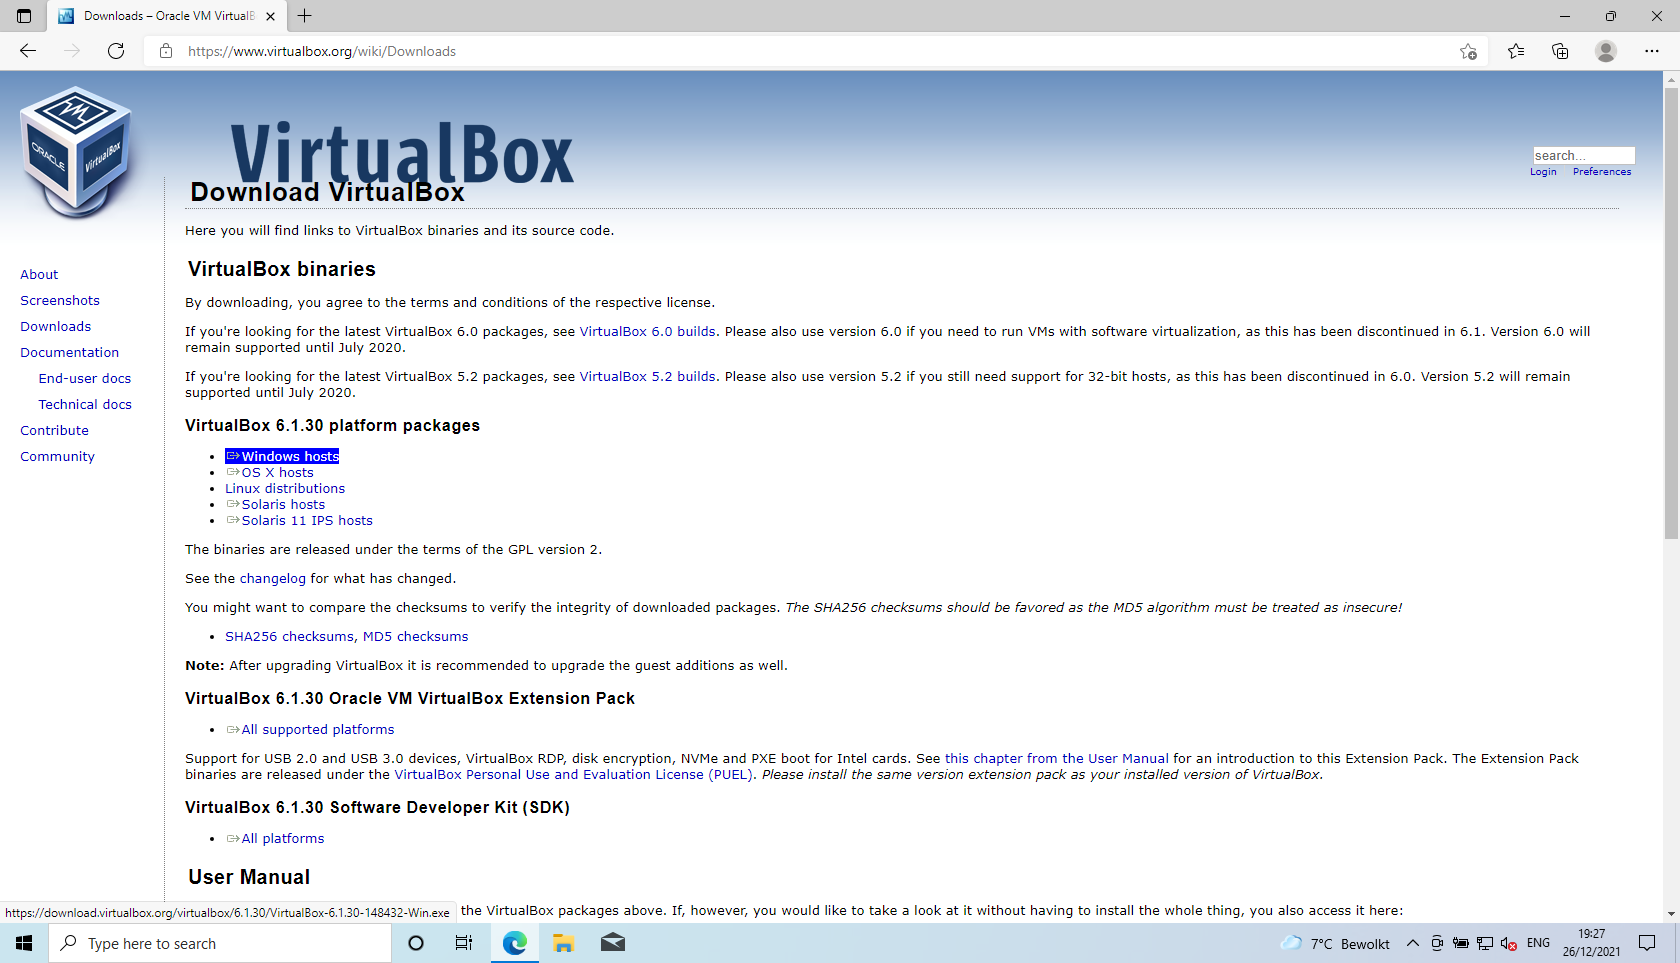 Downloads – Oracle VM VirtualB
https://www.virtualbox.org/wiki/Downloads
ORACLE
VirtualBox
VirtualBox
search...
Login Preferences
Download VirtualBox
Here you will find links to VirtualBox binaries and its source code.
About
Screenshots
Downloads
Documentation
End-user docs
Technical docs
Contribute
Community
VirtualBox binaries
By downloading, you agree to the terms and conditions of the respective license.
If you're looking for the latest VirtualBox 6.0 packages, see VirtualBox 6.0 builds. Please also use version 6.0 if you need to run VMs with software virtualization, as this has been discontinued in 6.1. Version 6.0 will
remain supported until July 2020.
If you're looking for the latest VirtualBox 5.2 packages, see VirtualBox 5.2 builds. Please also use version 5.2 if you still need support for 32-bit hosts, as this has been discontinued in 6.0. Version 5.2 will remain
supported until July 2020.
VirtualBox 6.1.30 platform packages
Windows hosts
OS X hosts
Linux distributions
Solaris hosts
Solaris 11 IPS hosts
The binaries are released under the terms of the GPL version 2.
See the changelog for what has changed.
You might want to compare the checksums to verify the integrity of downloaded packages. The SHA256 checksums should be favored as the MD5 algorithm must be treated as insecure!
SHA256 checksums, MD5 checksums
Note: After upgrading VirtualBox it is recommended to upgrade the guest additions as well.
VirtualBox 6.1.30 Oracle VM VirtualBox Extension Pack
All supported platforms
Support for USB 2.0 and USB 3.0 devices, VirtualBox RDP, disk encryption, NVMe and PXE boot for Intel cards. See this chapter from the User Manual for an introduction to this Extension Pack. The Extension Pack
binaries are released under the VirtualBox Personal Use and Evaluation License (PUEL). Please install the same version extension pack as your installed version of VirtualBox.
VirtualBox 6.1.30 Software Developer Kit (SDK)
All platforms
User Manual
the VirtualBox packages above. If, however, you would like to take a look at it without having to install the whole thing, you also access it here:
https://download.virtualbox.org/virtualbox/6.1.30/VirtualBox-6.1.30-148432-Win.exe
Type here to search
7°C Bewolkt
ENG
19:27
26/12/2021